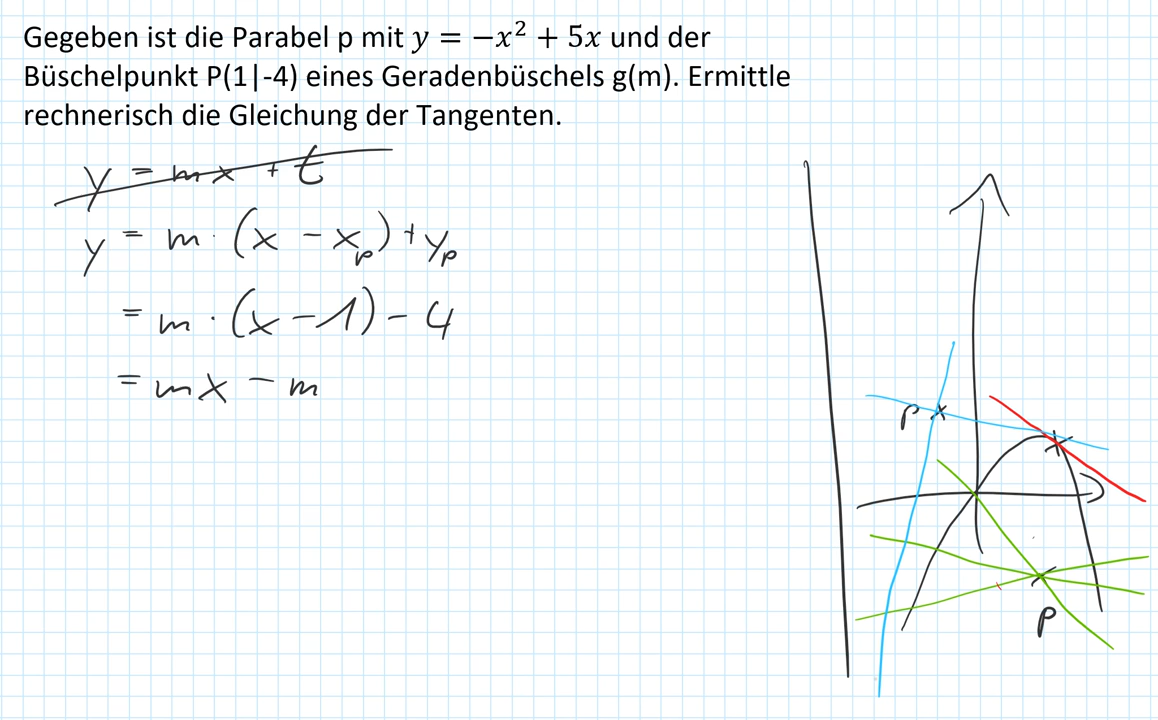 Gegeben ist die Parabel p mit y = −x² + 5x und der
Büschelpunkt P(1|-4) eines Geradenbüschels g(m). Ermittle
rechnerisch die Gleichung der Tangenten.
y = mx + t
y = m · (x − xₚ) + yₚ
= m · (x − 1) − 4
= mx − m
P
P